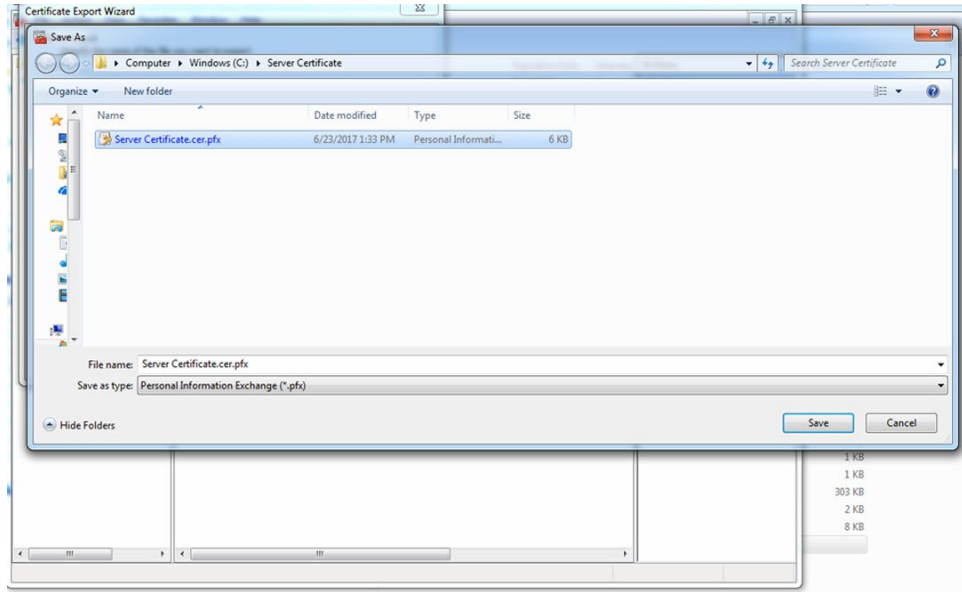 Certificate Export Wizard
Save As
Computer ▸ Windows (C:) ▸ Server Certificate
Search Server Certificate
Organize
New folder
Name Date modified Type Size
Server Certificate.cer.pfx 6/23/2017 1:33 PM Personal Informati... 6 KB
File name: Server Certificate.cer.pfx
Save as type: Personal Information Exchange (*.pfx)
Hide Folders
Save Cancel
1 KB
1 KB
303 KB
2 KB
8 KB